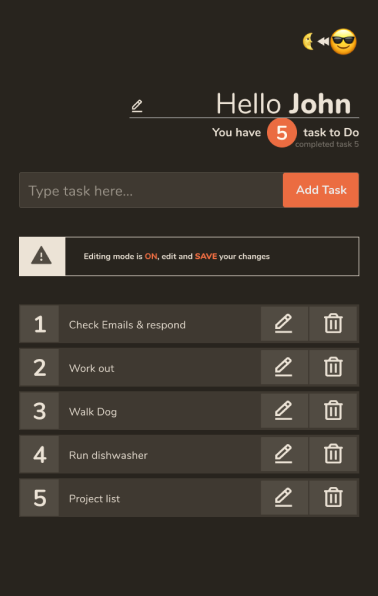 Hello John
You have 5 task to Do
completed task 5
Type task here...
Add Task
Editing mode is ON, edit and SAVE your changes
1 Check Emails & respond
2 Work out
3 Walk Dog
4 Run dishwasher
5 Project list